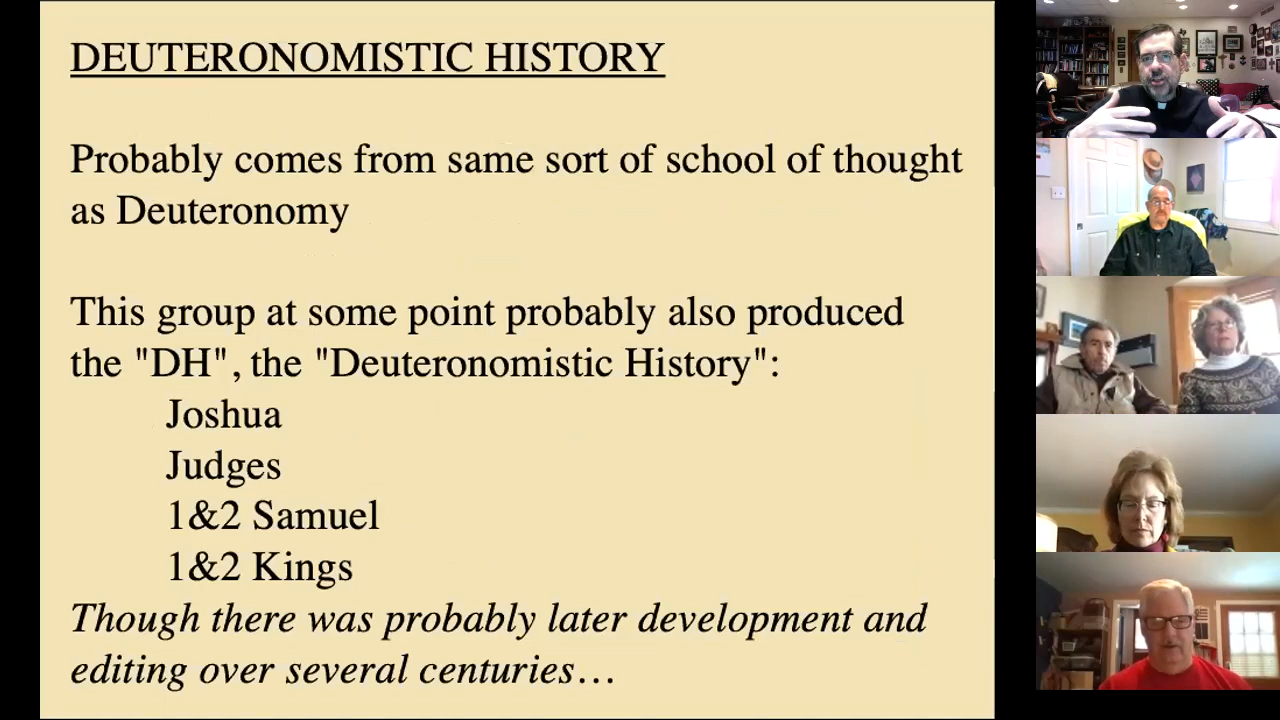 DEUTERONOMISTIC HISTORY
Probably comes from same sort of school of thought
as Deuteronomy
This group at some point probably also produced
the "DH", the "Deuteronomistic History":
Joshua
Judges
1&2 Samuel
1&2 Kings
Though there was probably later development and
editing over several centuries…